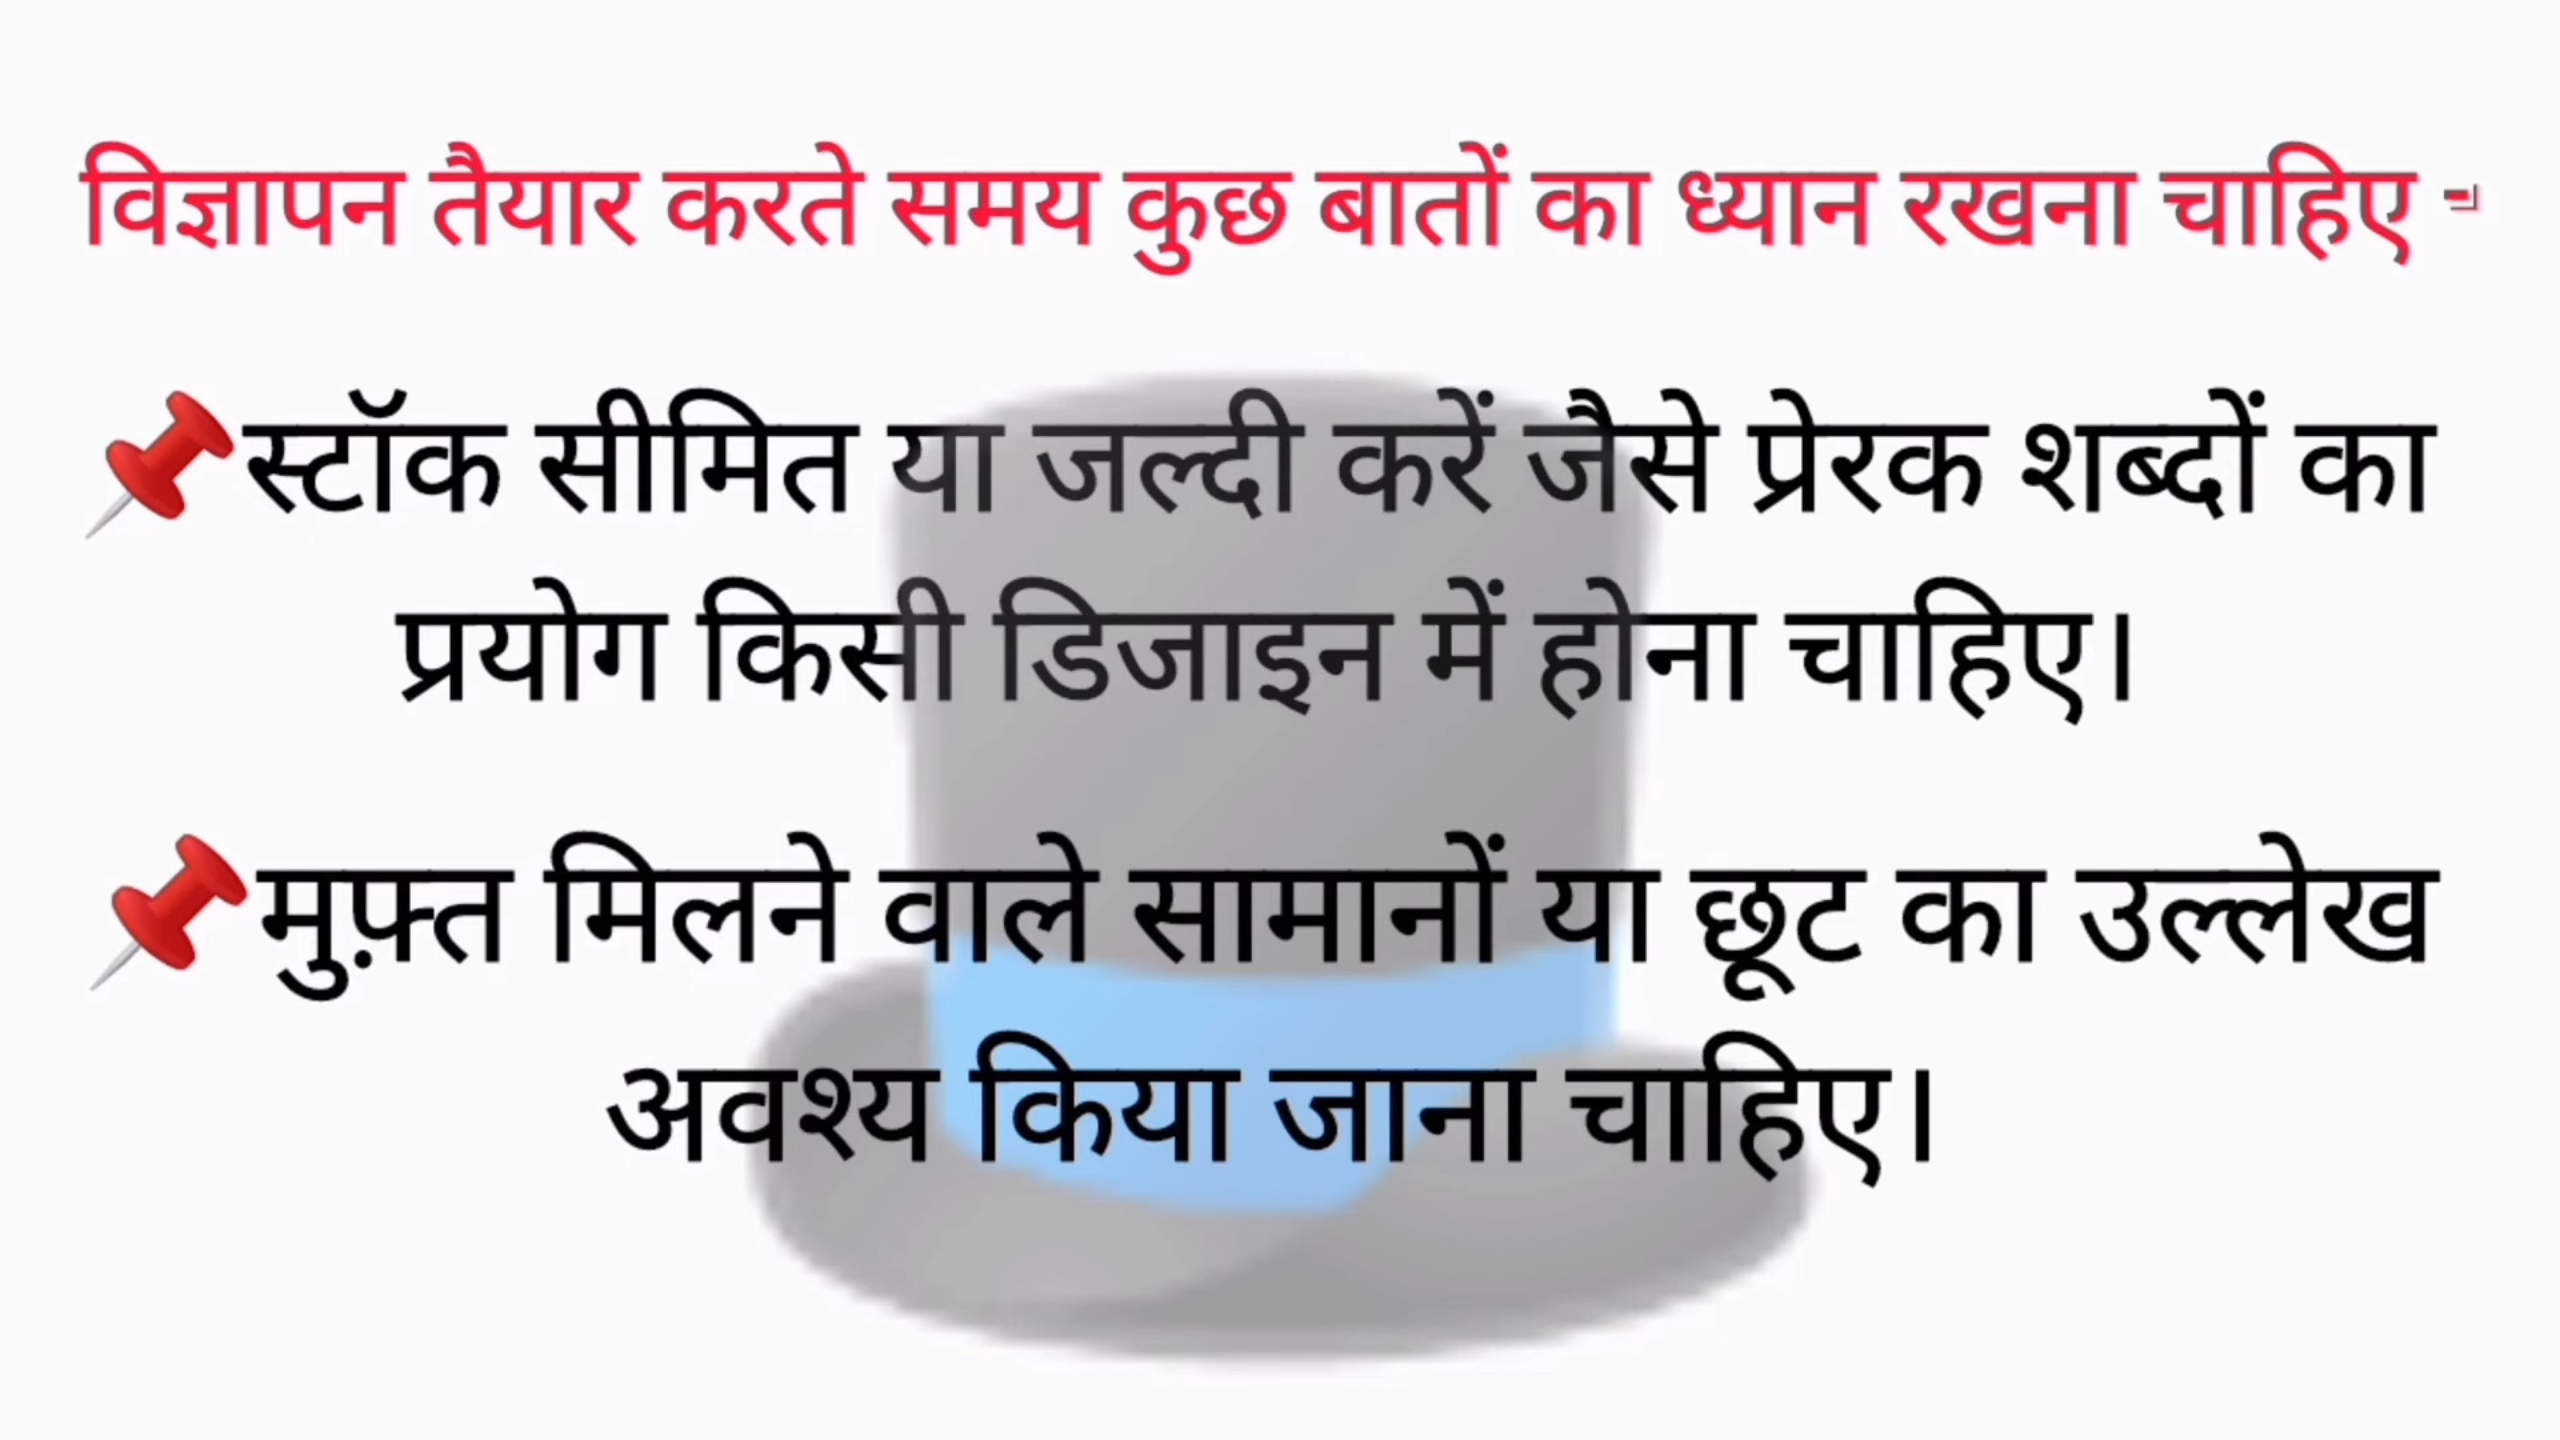 विज्ञापन तैयार करते समय कुछ बातों का ध्यान रखना चाहिए -
स्टॉक सीमित या जल्दी करें जैसे प्रेरक शब्दों का
प्रयोग किसी डिजाइन में होना चाहिए।
मुफ़्त मिलने वाले सामानों या छूट का उल्लेख
अवश्य किया जाना चाहिए।